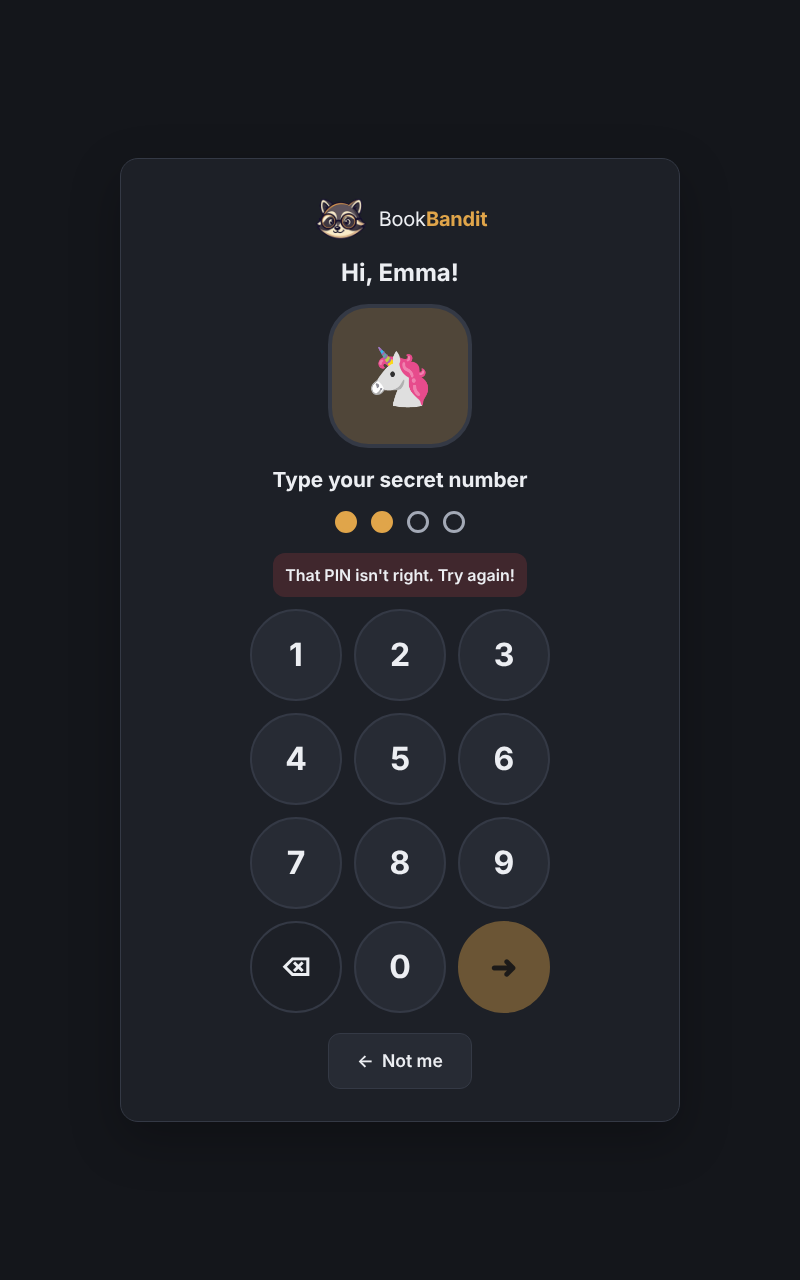 BookBandit
Hi, Emma!
Type your secret number
That PIN isn't right. Try again!
1 2 3
4 5 6
7 8 9
0 →
← Not me